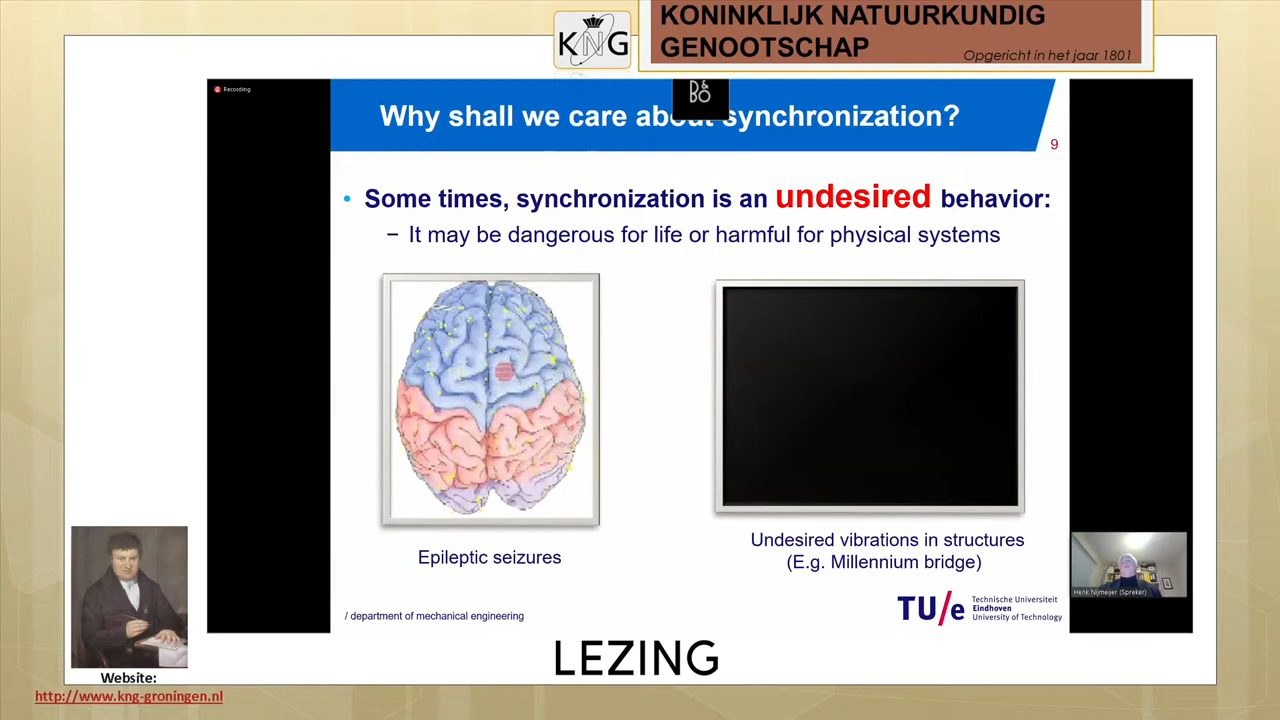 KONINKLIJK NATUURKUNDIG
GENOOTSCHAP
Opgericht in het jaar 1801
KNG
Recording
B&
BO
Why shall we care about synchronization?
9
• Some times, synchronization is an undesired behavior:
– It may be dangerous for life or harmful for physical systems
Epileptic seizures
Undesired vibrations in structures
(E.g. Millennium bridge)
/ department of mechanical engineering
TU/e
Technische Universiteit
Eindhoven
University of Technology
Henk Nijmeijer (Spreker)
LEZING
Website:
http://www.kng-groningen.nl